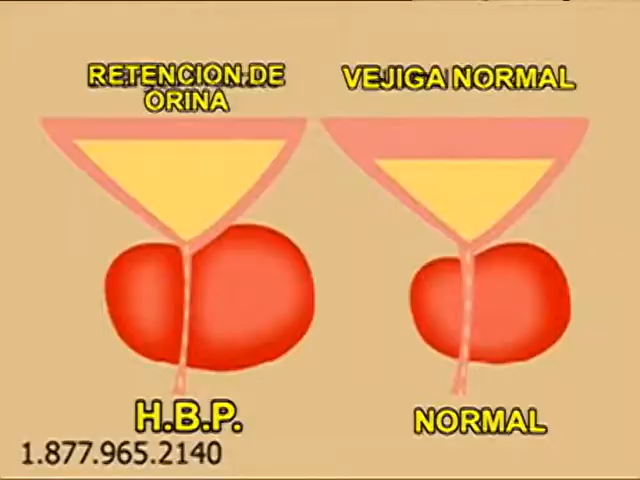 RETENCION DE
ORINA
VEJIGA NORMAL
H.B.P.
NORMAL
1.877.965.2140